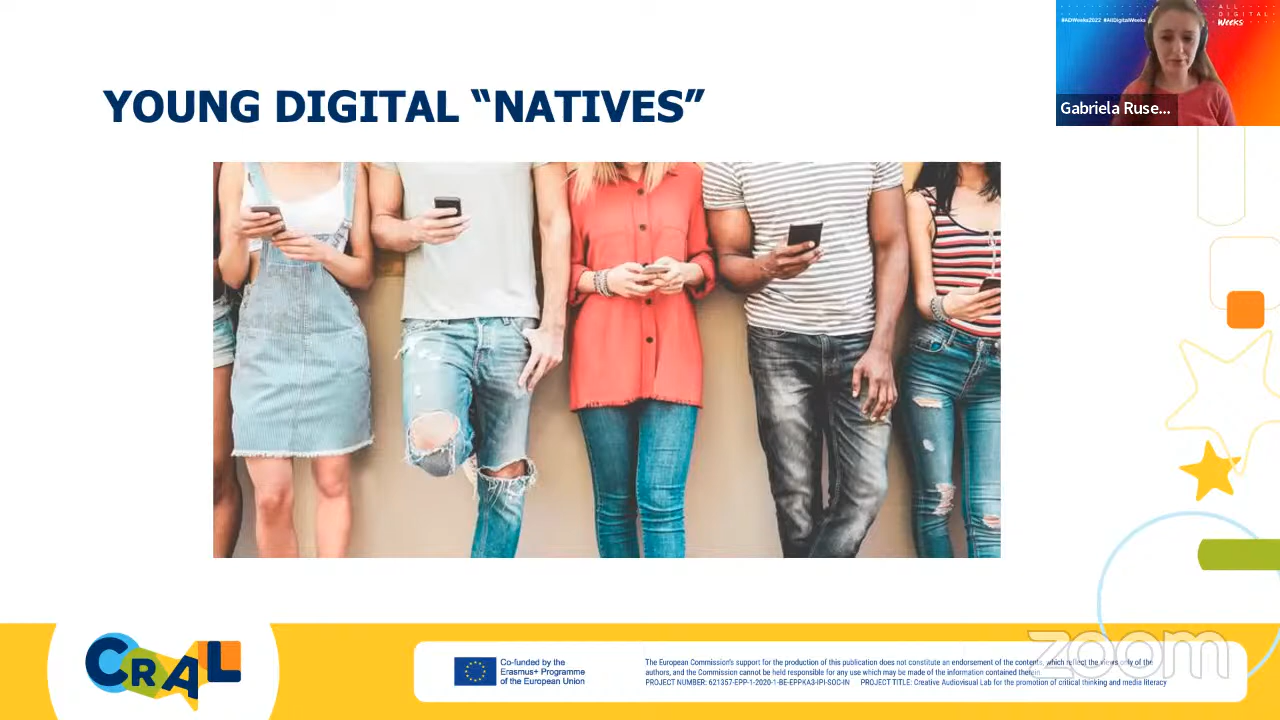 #ADWeeks2022 #AllDigitalWeeks
ALL
DIGITAL
Weeks
Gabriela Ruse...
YOUNG DIGITAL “NATIVES”
CRAL
Co-funded by the
Erasmus+ Programme
of the European Union
The European Commission's support for the production of this publication does not constitute an endorsement of the contents, which reflect the views only of the
authors, and the Commission cannot be held responsible for any use which may be made of the information contained therein
PROJECT NUMBER: 621357-EPP-1-2020-1-BE-EPPKA3-IPI-SOC-IN PROJECT TITLE: Creative Audiovisual Lab for the promotion of critical thinking and media literacy
zoom